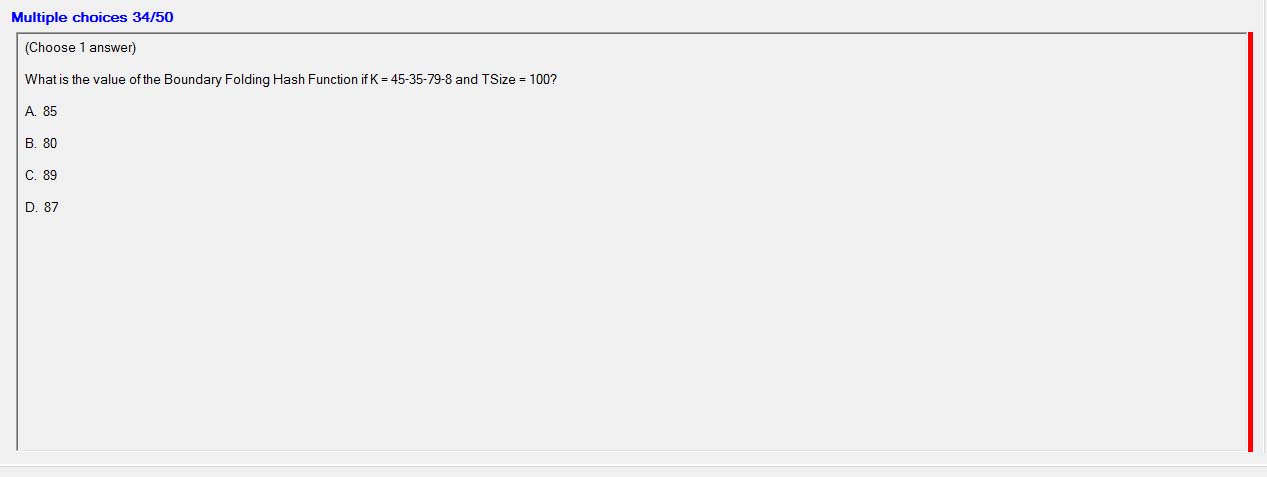 Multiple choices 34/50
(Choose 1 answer)
What is the value of the Boundary Folding Hash Function if K = 45-35-79-8 and TSize = 100?
A. 85
B. 80
C. 89
D. 87